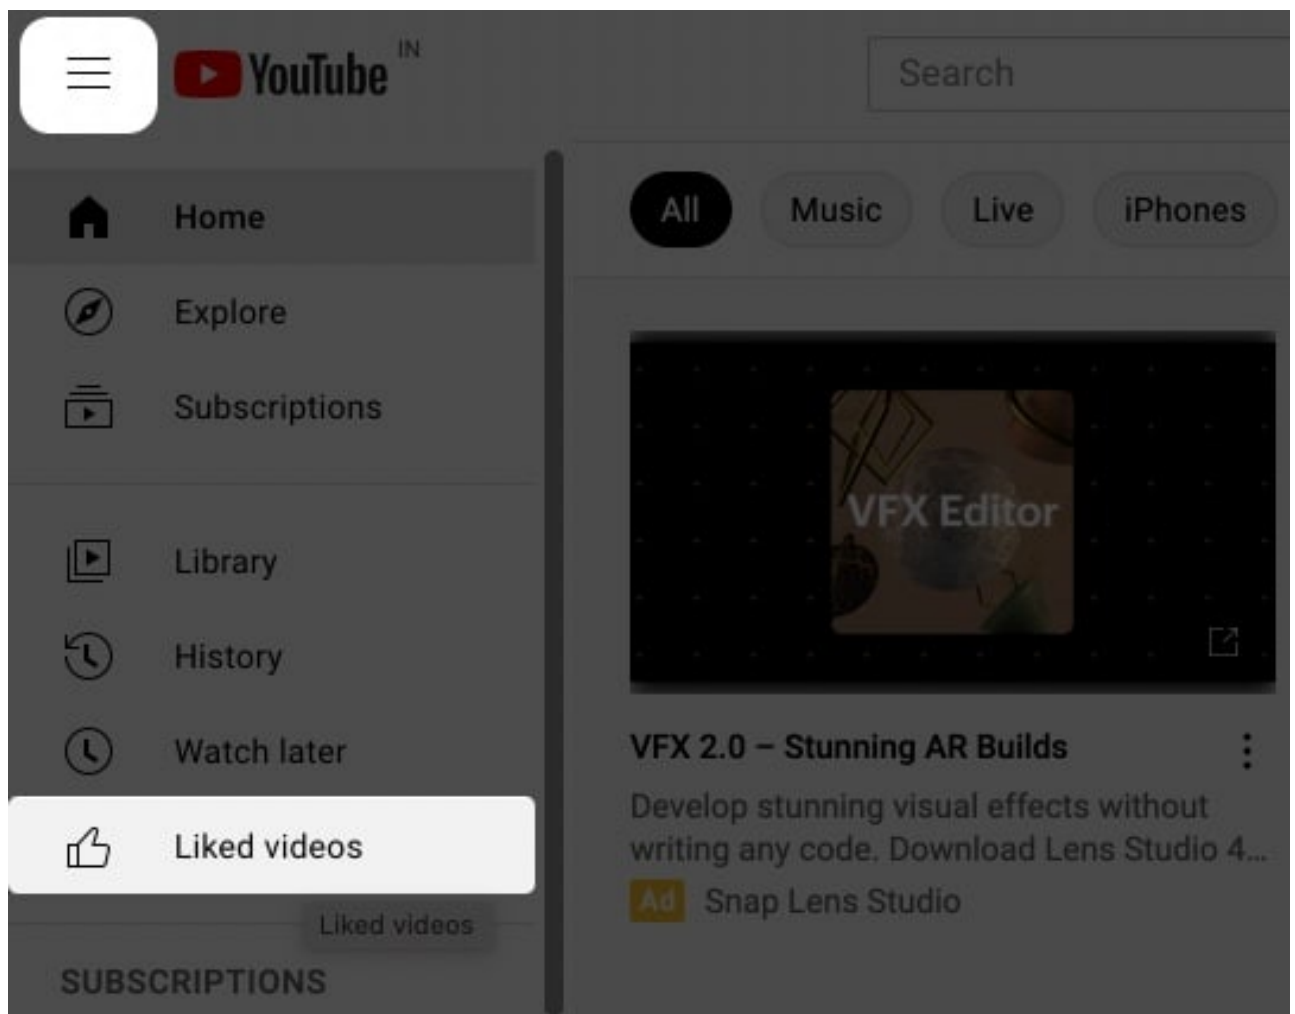 YouTube IN
Search
Home
Explore
Subscriptions
Library
History
Watch later
Liked videos
Liked videos
SUBSCRIPTIONS
All Music Live iPhones
VFX Editor
VFX 2.0 – Stunning AR Builds
Develop stunning visual effects without
writing any code. Download Lens Studio 4...
Ad Snap Lens Studio